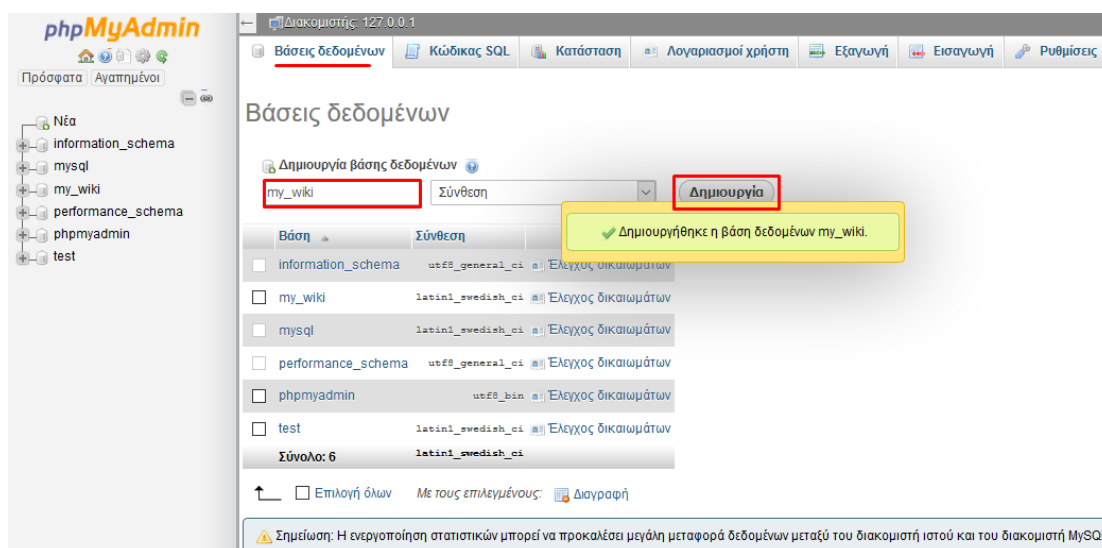 phpMyAdmin
Πρόσφατα Αγαπημένοι
Νέα
information_schema
mysql
my_wiki
performance_schema
phpmyadmin
test
Διακομιστής: 127.0.0.1
Βάσεις δεδομένων Κώδικας SQL Κατάσταση Λογαριασμοί χρήστη Εξαγωγή Εισαγωγή Ρυθμίσεις
Βάσεις δεδομένων
Δημιουργία βάσης δεδομένων
my_wiki Σύνθεση Δημιουργία
Δημιουργήθηκε η βάση δεδομένων my_wiki.
Βάση Σύνθεση
information_schema utf8_general_ci Έλεγχος δικαιωμάτων
my_wiki latin1_swedish_ci Έλεγχος δικαιωμάτων
mysql latin1_swedish_ci Έλεγχος δικαιωμάτων
performance_schema utf8_general_ci Έλεγχος δικαιωμάτων
phpmyadmin utf8_bin Έλεγχος δικαιωμάτων
test latin1_swedish_ci Έλεγχος δικαιωμάτων
Σύνολο: 6 latin1_swedish_ci
Επιλογή όλων Με τους επιλεγμένους: Διαγραφή
Σημείωση: Η ενεργοποίηση στατιστικών μπορεί να προκαλέσει μεγάλη μεταφορά δεδομένων μεταξύ του διακομιστή ιστού και του διακομιστή MySQ